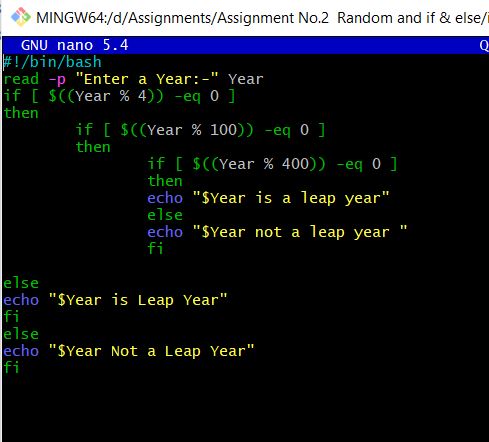 MINGW64:/d/Assignments/Assignment No.2  Random and if & else/i
GNU nano 5.4
#!/bin/bash
read -p "Enter a Year:-" Year
if [ $((Year % 4)) -eq 0 ]
then
        if [ $((Year % 100)) -eq 0 ]
        then
                if [ $((Year % 400)) -eq 0 ]
                then
                echo "$Year is a leap year"
                else
                echo "$Year not a leap year "
                fi

else
echo "$Year is Leap Year"
fi
else
echo "$Year Not a Leap Year"
fi